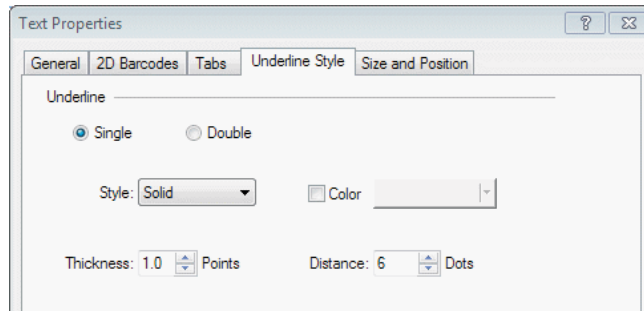 Text Properties
General 2D Barcodes Tabs Underline Style Size and Position
Underline
Single Double
Style: Solid Color
Thickness: 1.0 Points Distance: 6 Dots